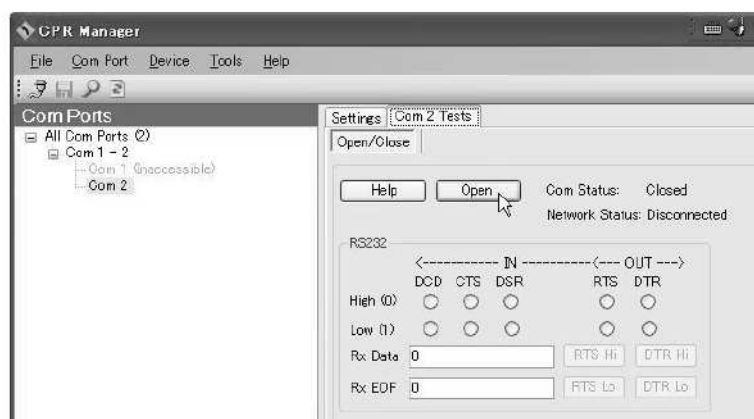 CPR Manager
File Com Port Device Tools Help
Com Ports
All Com Ports (2)
Com 1 - 2
Com 1 (Inaccessible)
Com 2
Settings Com 2 Tests
Open/Close
Help Open Com Status: Closed
Network Status: Disconnected
RS232
<---------- IN ----------<--- OUT --->
DCD CTS DSR RTS DTR
High (0)
Low (1)
Rx Data 0 RTS Hi DTR Hi
Rx EOF 0 RTS Lo DTR Lo